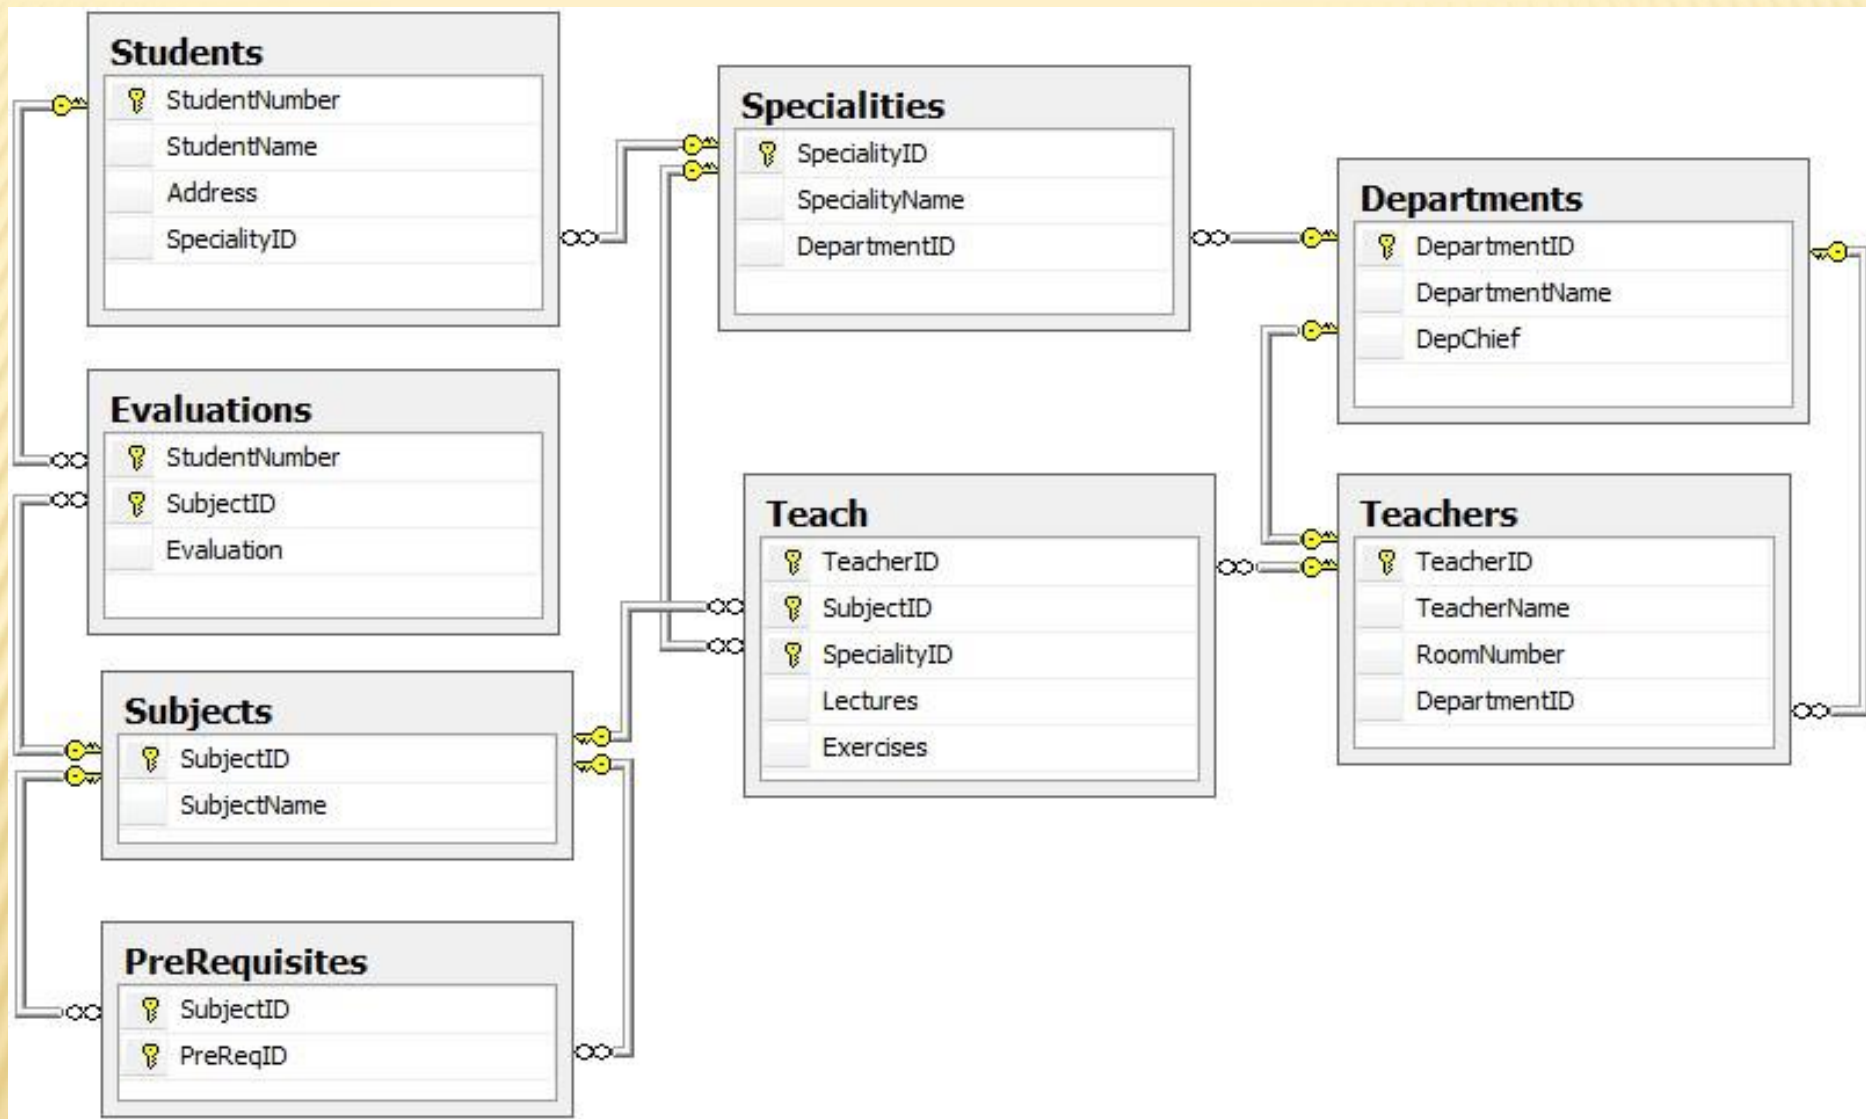 Students
StudentNumber
StudentName
Address
SpecialityID
Evaluations
StudentNumber
SubjectID
Evaluation
Subjects
SubjectID
SubjectName
PreRequisites
SubjectID
PreReqID
Specialities
SpecialityID
SpecialityName
DepartmentID
Teach
TeacherID
SubjectID
SpecialityID
Lectures
Exercises
Departments
DepartmentID
DepartmentName
DepChief
Teachers
TeacherID
TeacherName
RoomNumber
DepartmentID